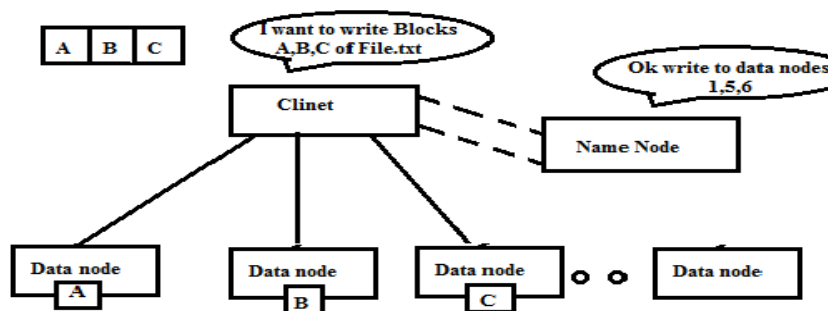 A B C
I want to write Blocks
A,B,C of File.txt
Clinet
Ok write to data nodes
1,5,6
Name Node
Data node
A
Data node
B
Data node
C
Data node